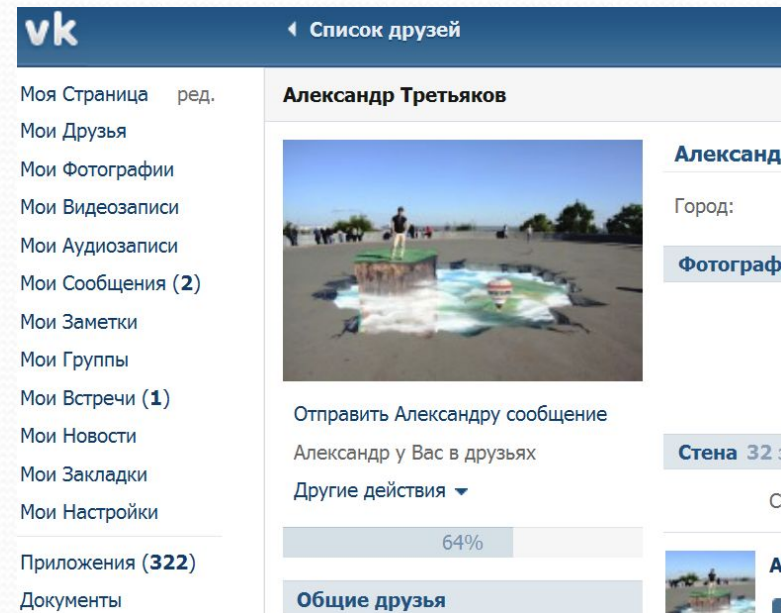 vk
Список друзей
Моя Страница ред.
Мои Друзья
Мои Фотографии
Мои Видеозаписи
Мои Аудиозаписи
Мои Сообщения (2)
Мои Заметки
Мои Группы
Мои Встречи (1)
Мои Новости
Мои Закладки
Мои Настройки
Приложения (322)
Документы
Александр Третьяков
Отправить Александру сообщение
Александр у Вас в друзьях
Другие действия
64%
Общие друзья
Александ
Город:
Фотограф
Стена 32